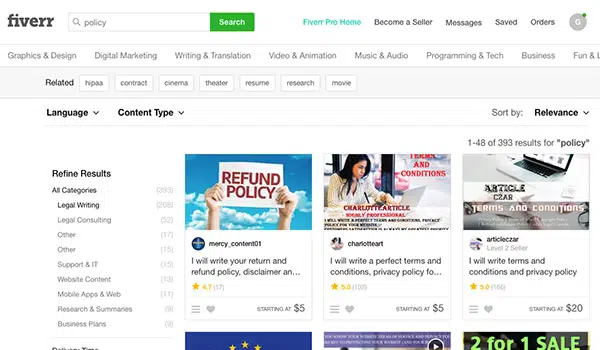 fiverr
policy
Search
Fiverr Pro Home
Become a Seller
Messages
Saved
Orders
G
Graphics & Design
Digital Marketing
Writing & Translation
Video & Animation
Music & Audio
Programming & Tech
Business
Fun & L
Related
hipaa
contract
cinema
theater
resume
research
movie
Language
Content Type
Sort by: Relevance
1-48 of 393 results for "policy"
Refine Results
All Categories (393)
Legal Writing (208)
Legal Consulting (52)
Other (17)
Other (15)
Support & IT (15)
Website Content (13)
Mobile Apps & Web (11)
Research & Summaries (9)
Business Plans (9)
REFUND
POLICY
mercy_content01
I will write your return and
refund policy, disclaimer an...
4.7 (17)
STARTING AT $5
TERMS
AND
CONDITIONS
CHARLOTTEARTICLE
HIGHLY PROFESSIONAL
charlotteart
I will write a perfect terms and
conditions, privacy policy fo...
5.0 (103)
STARTING AT $5
ARTICLE
CZAR
TERMS AND CONDITIONS
articleczar
Level 2 Seller
I will write terms and
conditions and privacy policy
5.0 (166)
STARTING AT $20
2 for 1 SALE